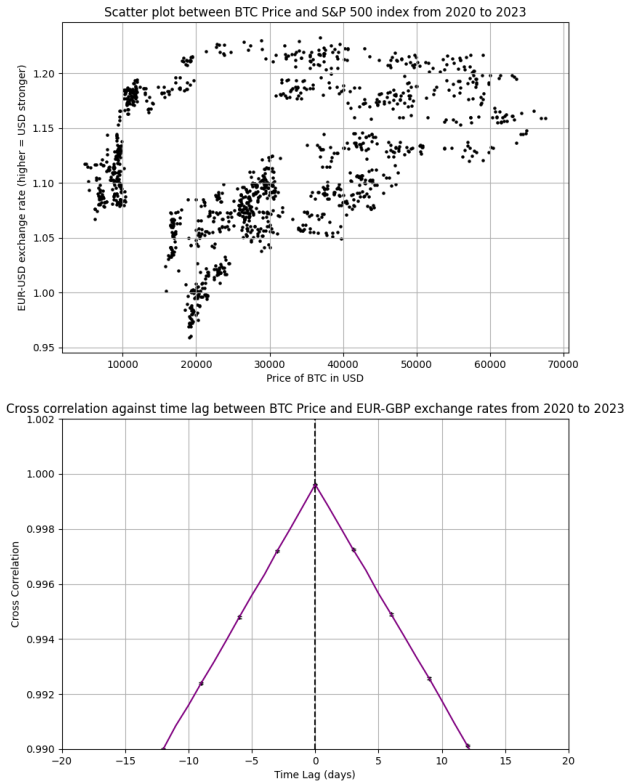 Scatter plot between BTC Price and S&P 500 index from 2020 to 2023
EUR-USD exchange rate (higher = USD stronger)
1.20
1.15
1.10
1.05
1.00
0.95
10000 20000 30000 40000 50000 60000 70000
Price of BTC in USD
Cross correlation against time lag between BTC Price and EUR-GBP exchange rates from 2020 to 2023
Cross Correlation
1.002
1.000
0.998
0.996
0.994
0.992
0.990
−20 −15 −10 −5 0 5 10 15 20
Time Lag (days)